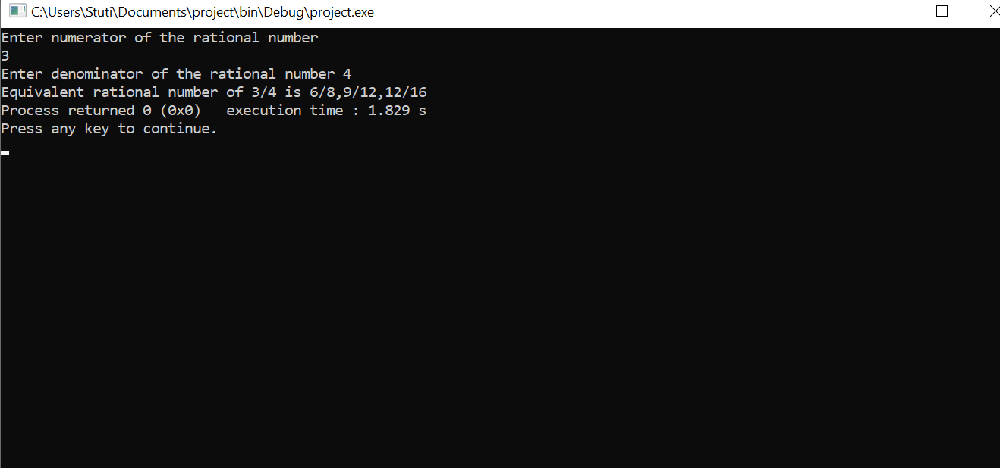 C:\Users\Stuti\Documents\project\bin\Debug\project.exe
Enter numerator of the rational number
3
Enter denominator of the rational number 4
Equivalent rational number of 3/4 is 6/8,9/12,12/16
Process returned 0 (0x0)   execution time : 1.829 s
Press any key to continue.